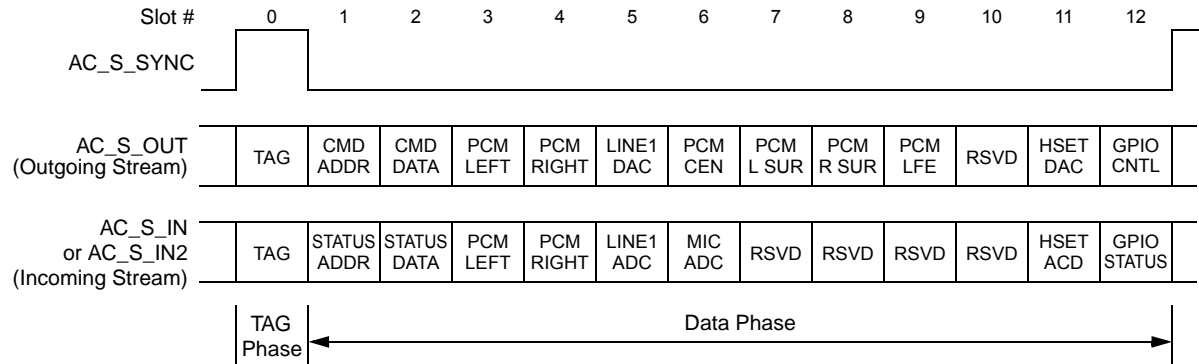 Slot # 0 1 2 3 4 5 6 7 8 9 10 11 12
AC_S_SYNC
AC_S_OUT
(Outgoing Stream)
TAG
CMD
ADDR
CMD
DATA
PCM
LEFT
PCM
RIGHT
LINE1
DAC
PCM
CEN
PCM
L SUR
PCM
R SUR
PCM
LFE
RSVD
HSET
DAC
GPIO
CNTL
AC_S_IN
or AC_S_IN2
(Incoming Stream)
TAG
STATUS
ADDR
STATUS
DATA
PCM
LEFT
PCM
RIGHT
LINE1
ADC
MIC
ADC
RSVD
RSVD
RSVD
RSVD
HSET
ACD
GPIO
STATUS
TAG
Phase
Data Phase